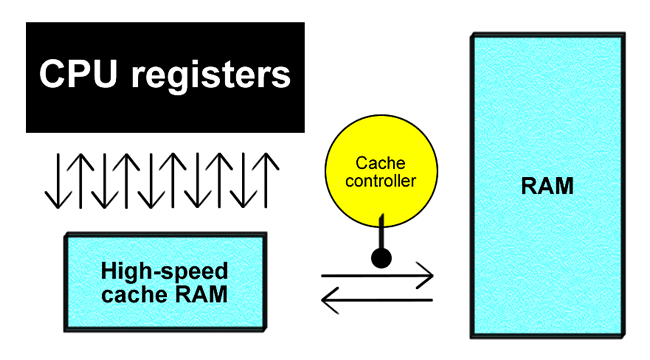 CPU registers
Cache
controller
RAM
High-speed
cache RAM